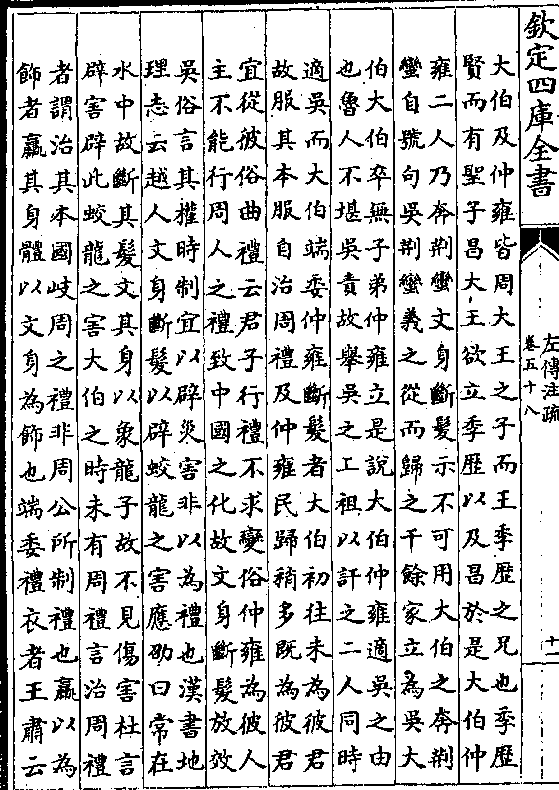 欽定四庫全書
左傳注疏
卷五十八
十一
大伯及仲雍皆周大王之子而王季歷之兄也季歷
賢而有聖子昌大王欲立季歷以及昌於是大伯仲
雍二人乃奔荆蠻文身斷髮示不可用大伯之奔荆
蠻自號句吳荆蠻義之從而歸之千餘家立為吳大
伯大伯卒無子弟仲雍立是說大伯仲雍適吳之由
也魯人不堪吳責故舉吳之上祖以訐之二人同時
適吳而大伯端委仲雍斷髮者大伯初往未為彼君
故服其本服自治周禮及仲雍民歸稍多既為彼君
宜從彼俗曲禮云君子行禮不求變俗仲雍為彼人
主不能行周人之禮致中國之化故文身斷髮放效
吳俗言其權時制宜以辟災害非以為禮也漢書地
理志云越人文身斷髮以辟蛟龍之害應劭曰常在
水中故斷其髮文其身以象龍子故不見傷害杜言
辟害辟此蛟龍之害大伯之時未有周禮言治周禮
者謂治其本國岐周之禮非周公所制禮也臝以為
飾者臝其身體以文身為飾也端委禮衣者王肅云